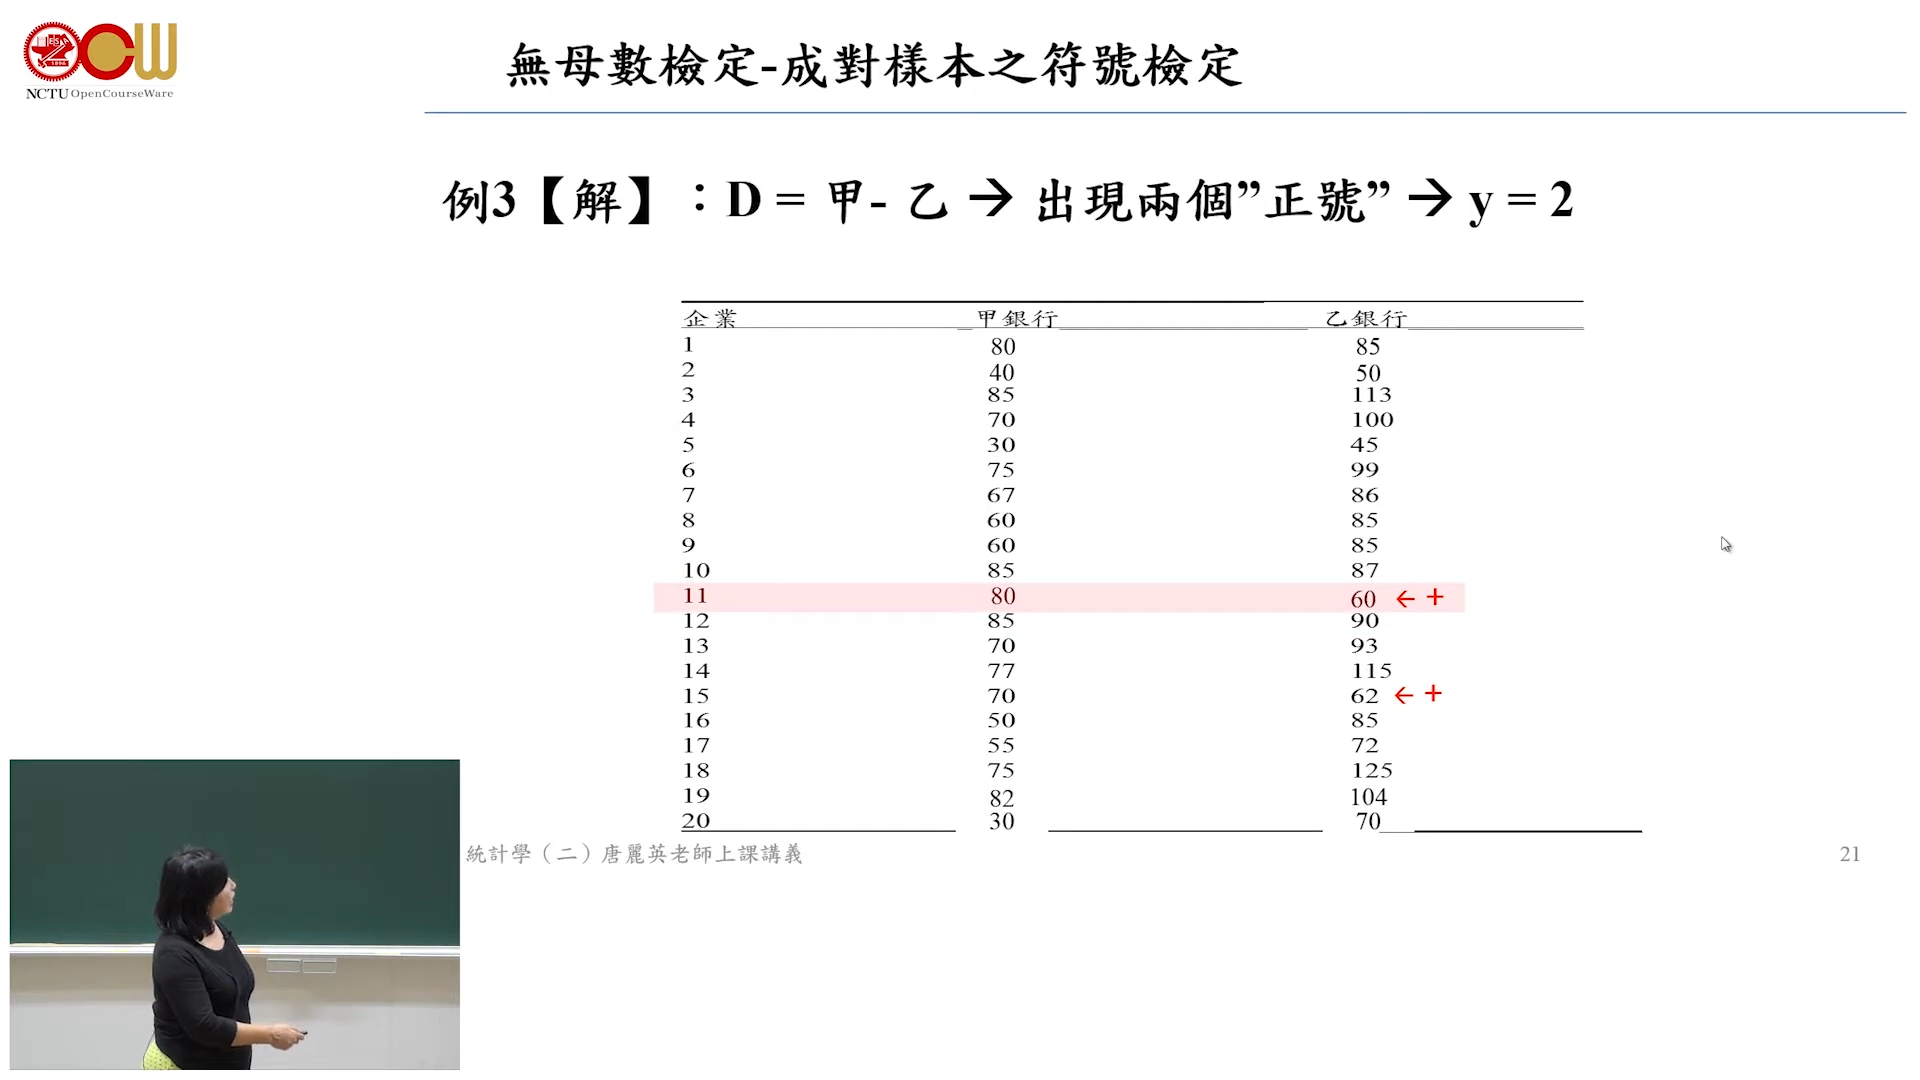 NCTU OpenCourseWare
無母數檢定-成對樣本之符號檢定
例3【解】：D = 甲- 乙 → 出現兩個”正號” → y = 2
企業 甲銀行 乙銀行
1 80 85
2 40 50
3 85 113
4 70 100
5 30 45
6 75 99
7 67 86
8 60 85
9 60 85
10 85 87
11 80 60 ← +
12 85 90
13 70 93
14 77 115
15 70 62 ← +
16 50 85
17 55 72
18 75 125
19 82 104
20 30 70
統計學（二）唐麗英老師上課講義
21